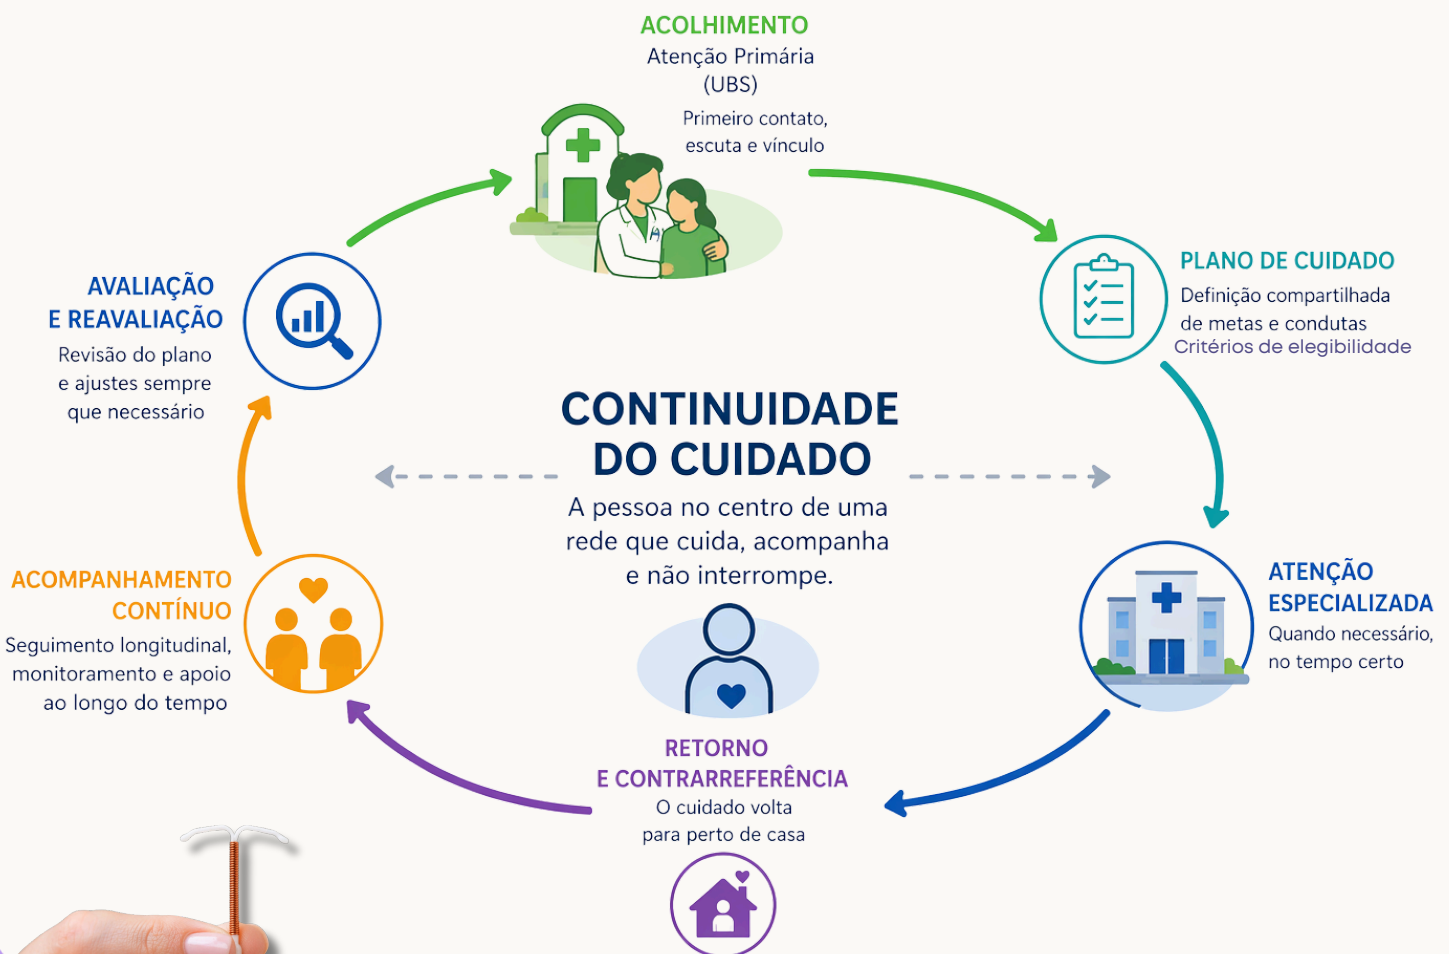 ACOLHIMENTO
Atenção Primária
(UBS)
Primeiro contato,
escuta e vínculo
PLANO DE CUIDADO
Definição compartilhada
de metas e condutas
Critérios de elegibilidade
ATENÇÃO
ESPECIALIZADA
Quando necessário,
no tempo certo
RETORNO
E CONTRARREFERÊNCIA
O cuidado volta
para perto de casa
ACOMPANHAMENTO
CONTÍNUO
Seguimento longitudinal,
monitoramento e apoio
ao longo do tempo
AVALIAÇÃO
E REAVALIAÇÃO
Revisão do plano
e ajustes sempre
que necessário
CONTINUIDADE
DO CUIDADO
A pessoa no centro de uma
rede que cuida, acompanha
e não interrompe.